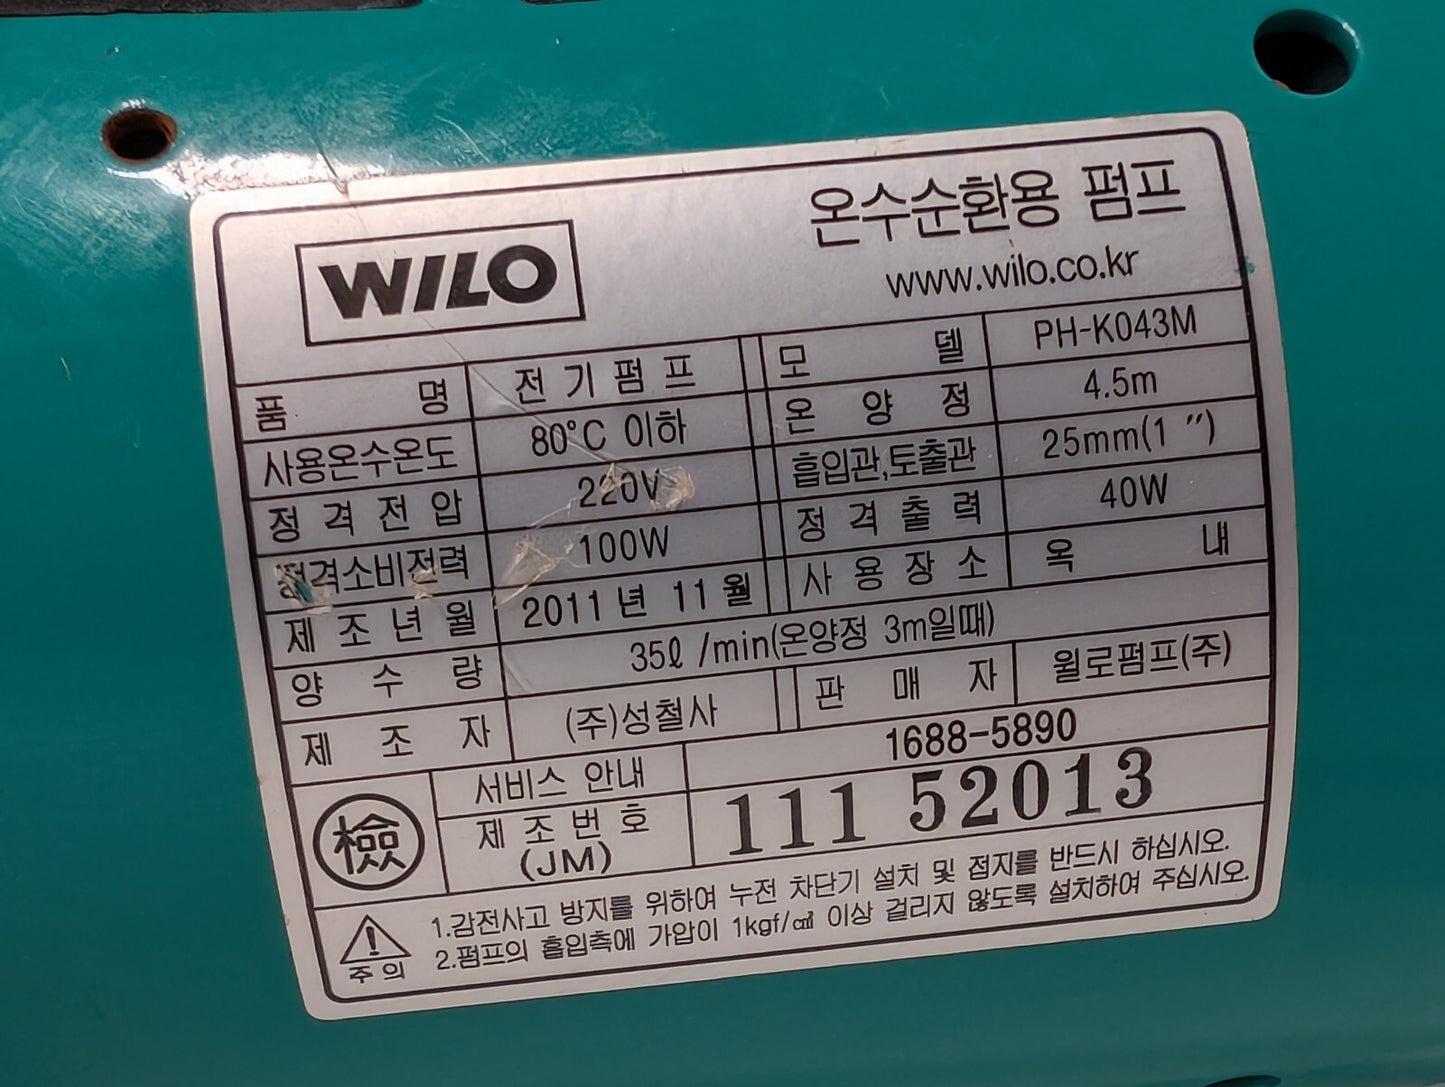 WILO
온수순환용 펌프
www.wilo.co.kr
품 명 전 기 펌 프 모 델 PH-K043M
사용온수온도 80°C 이하 온 양 정 4.5m
정 격 전 압 220V 흡입관,토출관 25mm(1 ″)
정격소비전력 100W 정 격 출 력 40W
제 조 년 월 2011년 11월 사 용 장 소 옥 내
양 수 량 35ℓ /min(온양정 3m일때)
제 조 자 (주)성철사 판 매 자 윌로펌프(주)
檢 서비스 안내 1688-5890
제 조 번 호 (JM) 111 52013
1.감전사고 방지를 위하여 누전 차단기 설치 및 접지를 반드시 하십시오.
2.펌프의 흡입측에 가압이 1kgf/㎠ 이상 걸리지 않도록 설치하여 주십시오.
주 의